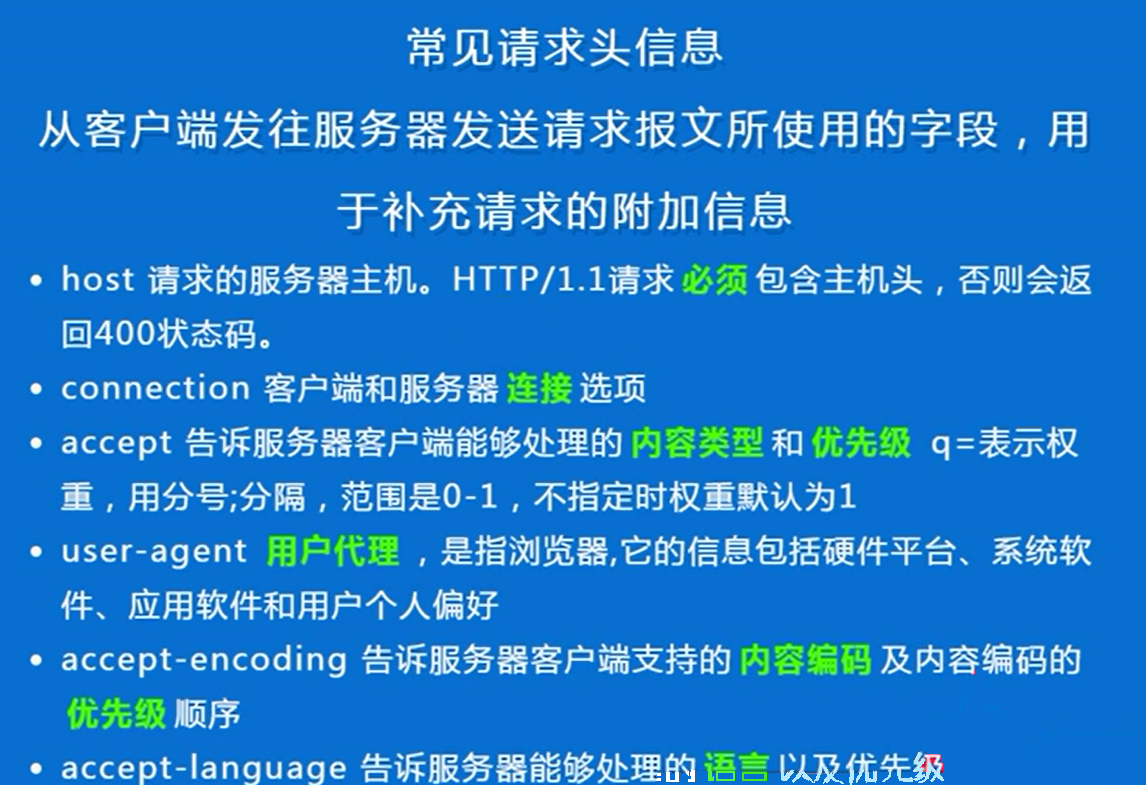 常见请求头信息
从客户端发往服务器发送请求报文所使用的字段，用
于补充请求的附加信息
• host 请求的服务器主机。HTTP/1.1请求 必须 包含主机头，否则会返
回400状态码。
• connection 客户端和服务器 连接 选项
• accept 告诉服务器客户端能够处理的 内容类型 和 优先级 q=表示权
重，用分号;分隔，范围是0-1，不指定时权重默认为1
• user-agent 用户代理 ，是指浏览器,它的信息包括硬件平台、系统软
件、应用软件和用户个人偏好
• accept-encoding 告诉服务器客户端支持的 内容编码 及内容编码的
优先级 顺序
• accept-language 告诉服务器能够处理的 语言 以及优先级